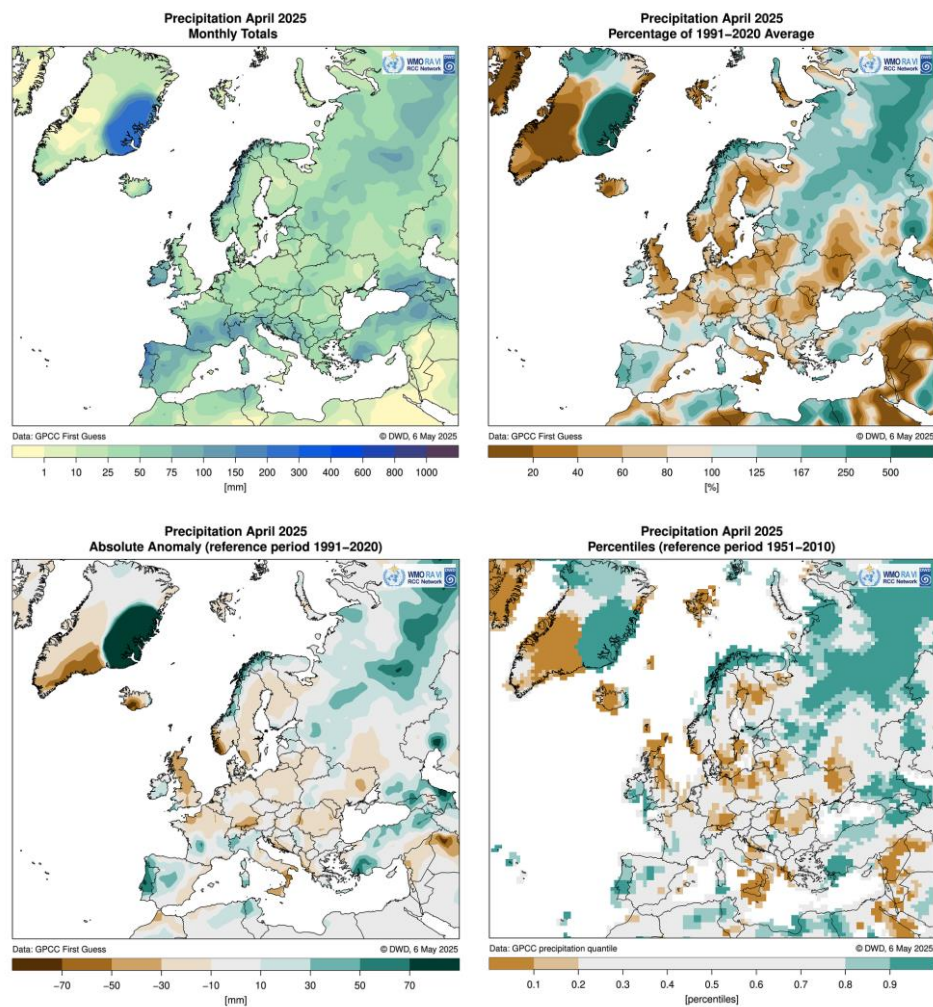 Precipitation April 2025
Monthly Totals
WMO RA VI
RCC Network
Data: GPCC First Guess
© DWD, 6 May 2025
1 10 25 50 75 100 150 200 300 400 600 800 1000
[mm]
Precipitation April 2025
Percentage of 1991−2020 Average
WMO RA VI
RCC Network
Data: GPCC First Guess
© DWD, 6 May 2025
20 40 60 80 100 125 167 250 500
[%]
Precipitation April 2025
Absolute Anomaly (reference period 1991−2020)
WMO RA VI
RCC Network
Data: GPCC First Guess
© DWD, 6 May 2025
−70 −50 −30 −10 10 30 50 70
[mm]
Precipitation April 2025
Percentiles (reference period 1951−2010)
WMO RA VI
RCC Network
Data: GPCC precipitation quantile
© DWD, 6 May 2025
0.1 0.2 0.3 0.4 0.5 0.6 0.7 0.8 0.9
[percentiles]